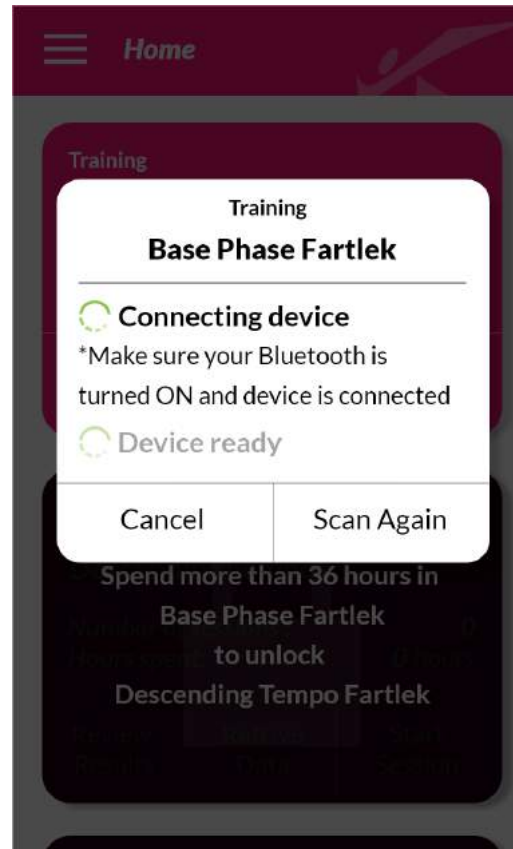 Home
Training
Training
Base Phase Fartlek
Connecting device
*Make sure your Bluetooth is
turned ON and device is connected
Device ready
Cancel
Scan Again
Spend more than 36 hours in
Base Phase Fartlek
to unlock
Descending Tempo Fartlek